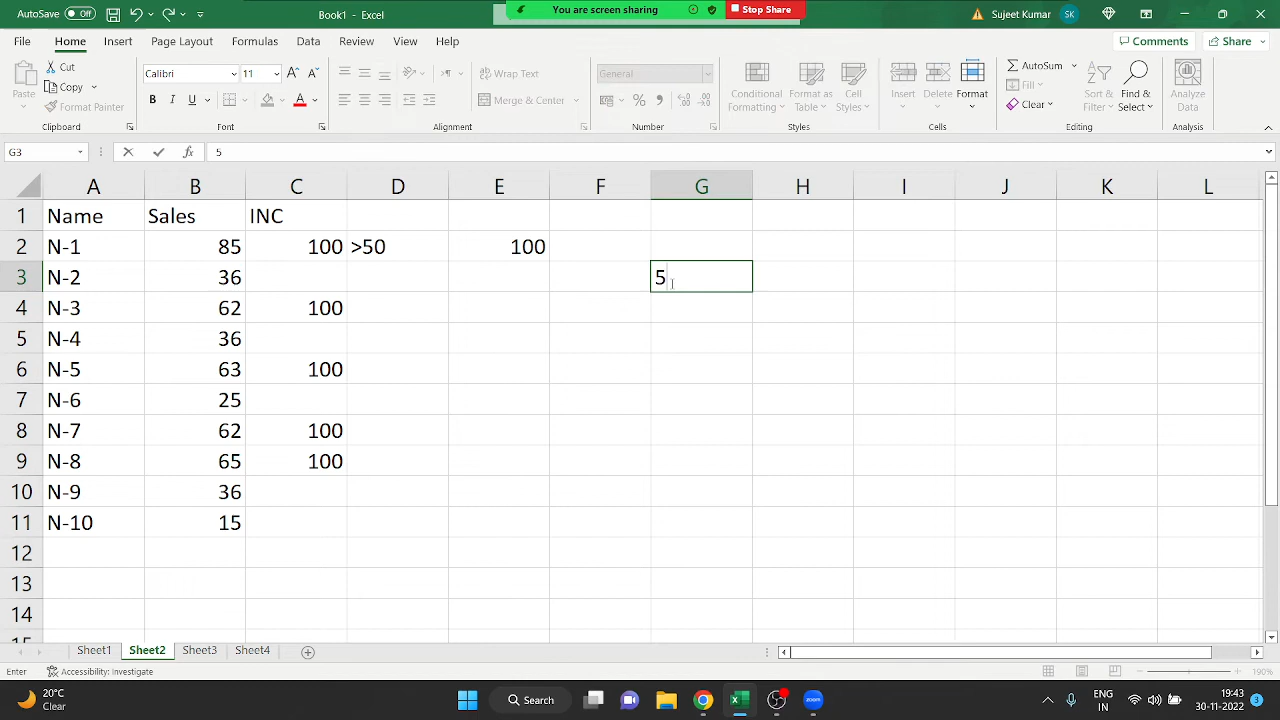 AutoSave Off Book1 - Excel You are screen sharing Stop Share Sujeet Kumar SK
File Home Insert Page Layout Formulas Data Review View Help Comments Share
Paste Cut Copy Format Painter
Calibri 11 B I U A
Wrap Text Merge & Center
General
Conditional Formatting Format as Table Cell Styles
Insert Delete Format
AutoSum Fill Clear Sort & Filter Find & Select
Analyze Data
Clipboard Font Alignment Number Styles Cells Editing Analysis
G3 fx 5
A B C D E F G H I J K L
1 Name Sales INC
2 N-1 85 100 >50 100
3 N-2 36 5
4 N-3 62 100
5 N-4 36
6 N-5 63 100
7 N-6 25
8 N-7 62 100
9 N-8 65 100
10 N-9 36
11 N-10 15
12
13
14
15
Sheet1 Sheet2 Sheet3 Sheet4
Enter Accessibility: Investigate 190%
20°C Clear Search zoom ENG IN 19:43 30-11-2022 3